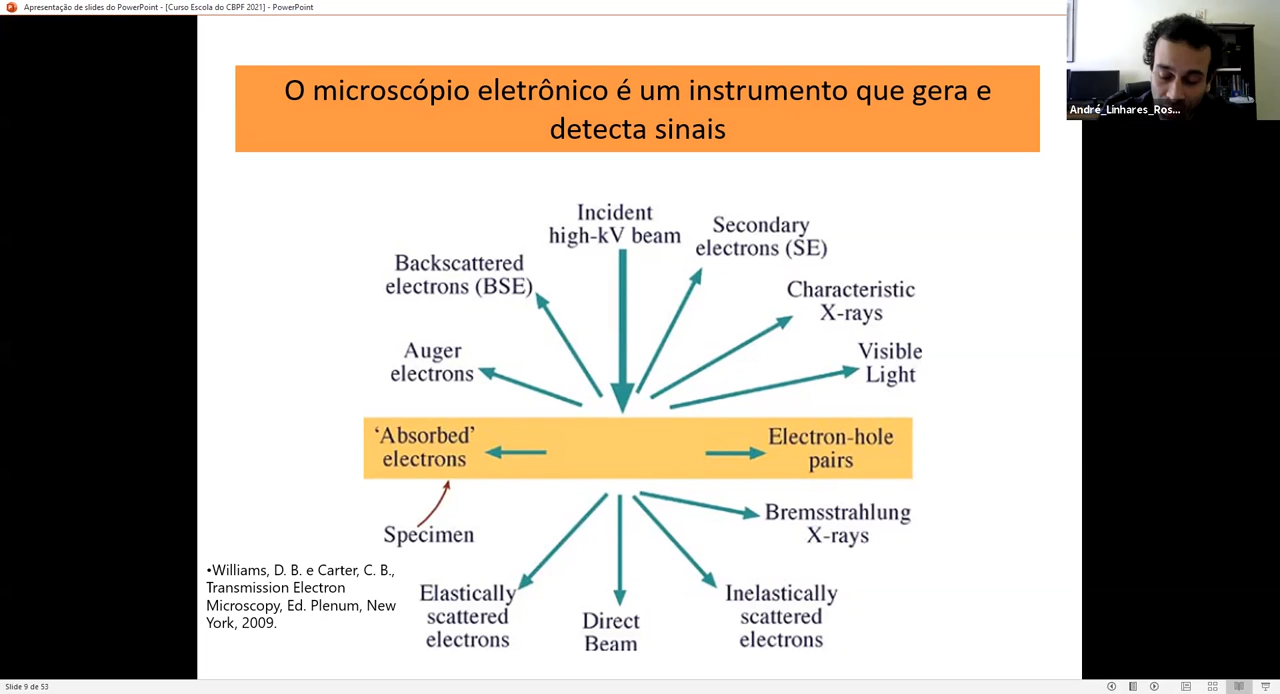 Apresentação de slides do PowerPoint - [Curso Escola do CBPF 2021] - PowerPoint
André_Linhares_Ros...
O microscópio eletrônico é um instrumento que gera e
detecta sinais
Incident
high-kV beam
Secondary
electrons (SE)
Backscattered
electrons (BSE)
Characteristic
X-rays
Auger
electrons
Visible
Light
‘Absorbed’
electrons
Electron-hole
pairs
Specimen
Bremsstrahlung
X-rays
•Williams, D. B. e Carter, C. B.,
Transmission Electron
Microscopy, Ed. Plenum, New
York, 2009.
Elastically
scattered
electrons
Direct
Beam
Inelastically
scattered
electrons
Slide 9 de 53